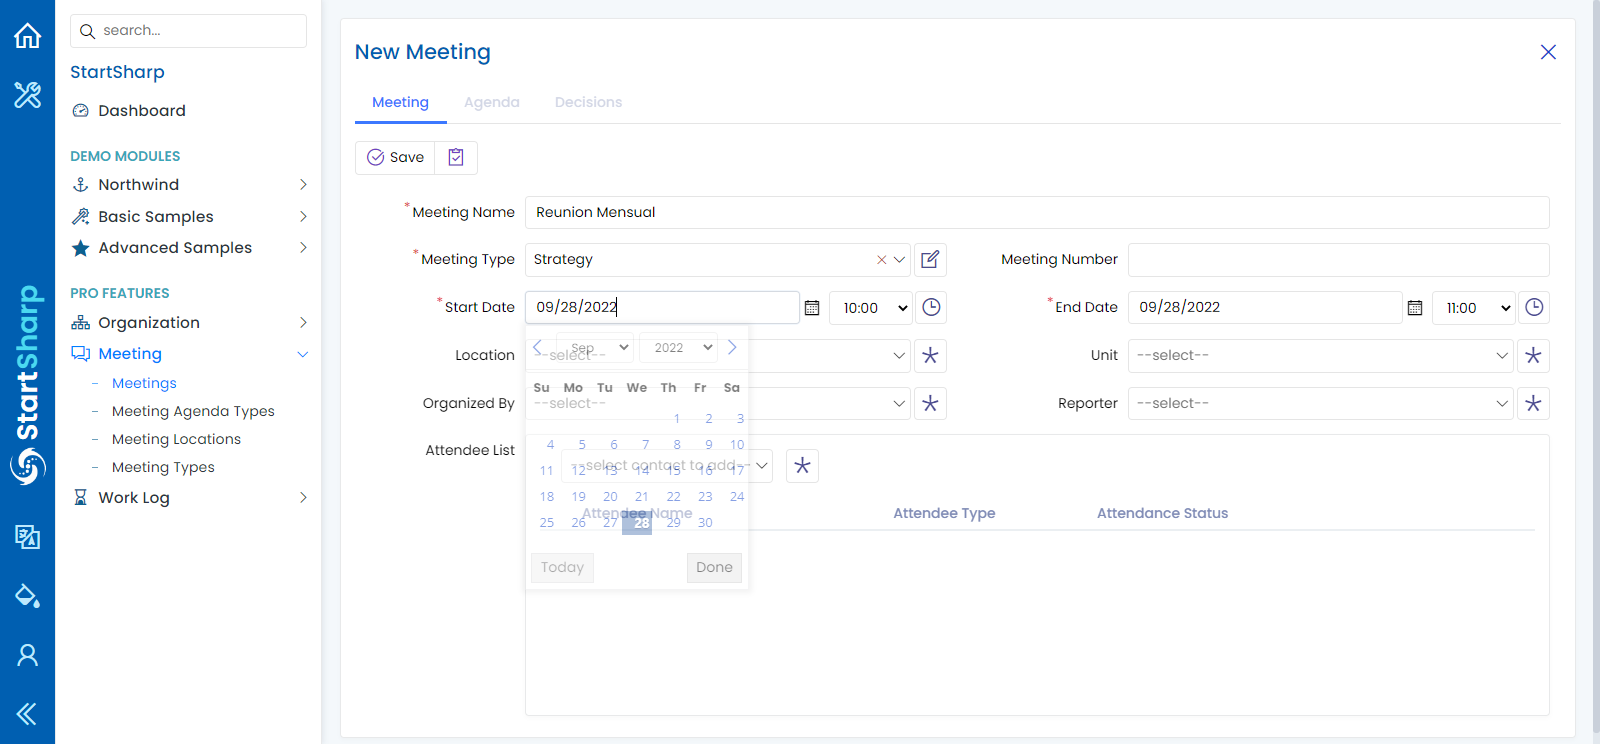 search...
StartSharp
Dashboard
DEMO MODULES
Northwind
Basic Samples
Advanced Samples
PRO FEATURES
Organization
Meeting
- Meetings
- Meeting Agenda Types
- Meeting Locations
- Meeting Types
Work Log
StartSharp
New Meeting
Meeting Agenda Decisions
Save
*Meeting Name Reunion Mensual
*Meeting Type Strategy Meeting Number
*Start Date 09/28/2022 10:00 *End Date 09/28/2022 11:00
Location --select-- Unit --select--
Organized By --select-- Reporter --select--
Attendee List --select contact to add--
Attendee Name Attendee Type Attendance Status
Sep 2022
Su Mo Tu We Th Fr Sa
1 2 3
4 5 6 7 8 9 10
11 12 13 14 15 16 17
18 19 20 21 22 23 24
25 26 27 28 29 30
Today Done